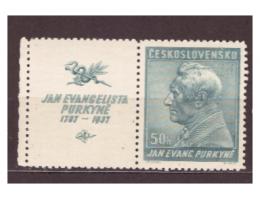 JAN EVANGELISTA
PURKYNĚ
1787 - 1937
ČESKOSLOVENSKO
50h
JAN EVANG. PURKYNĚ